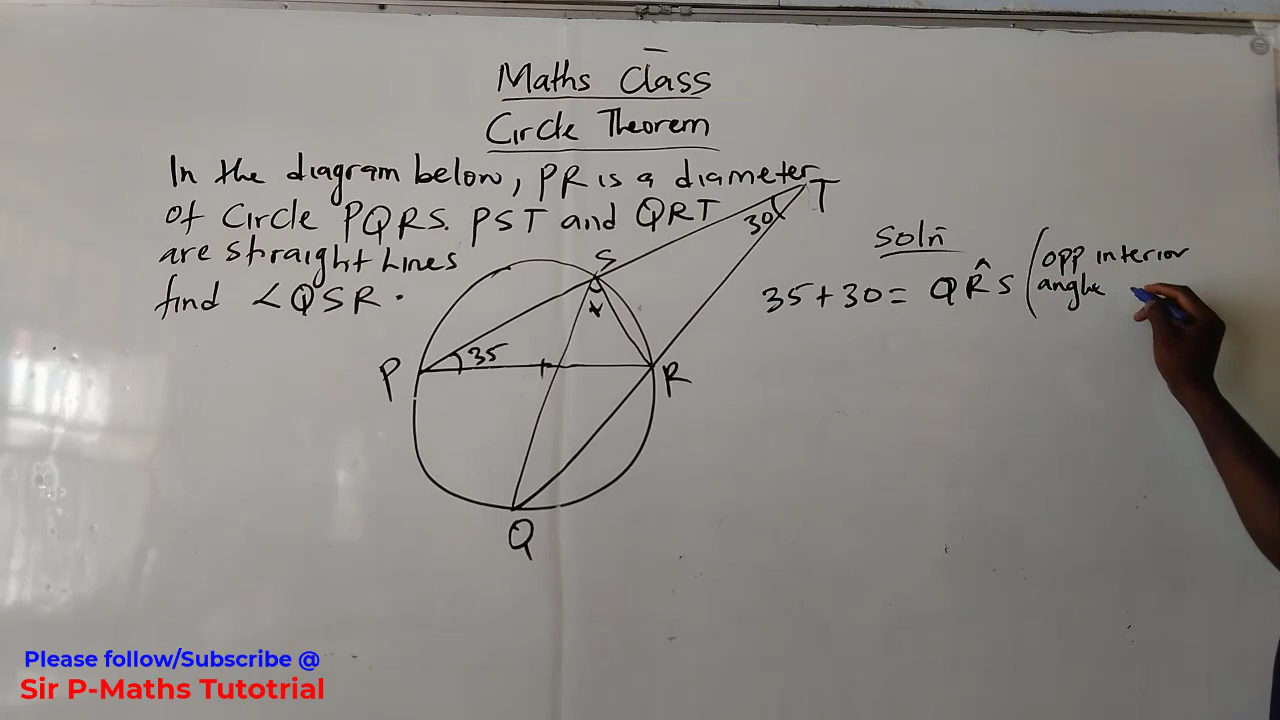 Maths Class
Circle Theorem
In the diagram below, PR is a diameter
of Circle PQRS. PST and QRT
are straight Lines
find <QSR.
T
30
S
x
P
35
R
Q
Soln
35+30= QR̂S (opp interior
angle
Please follow/Subscribe @
Sir P-Maths Tutotrial